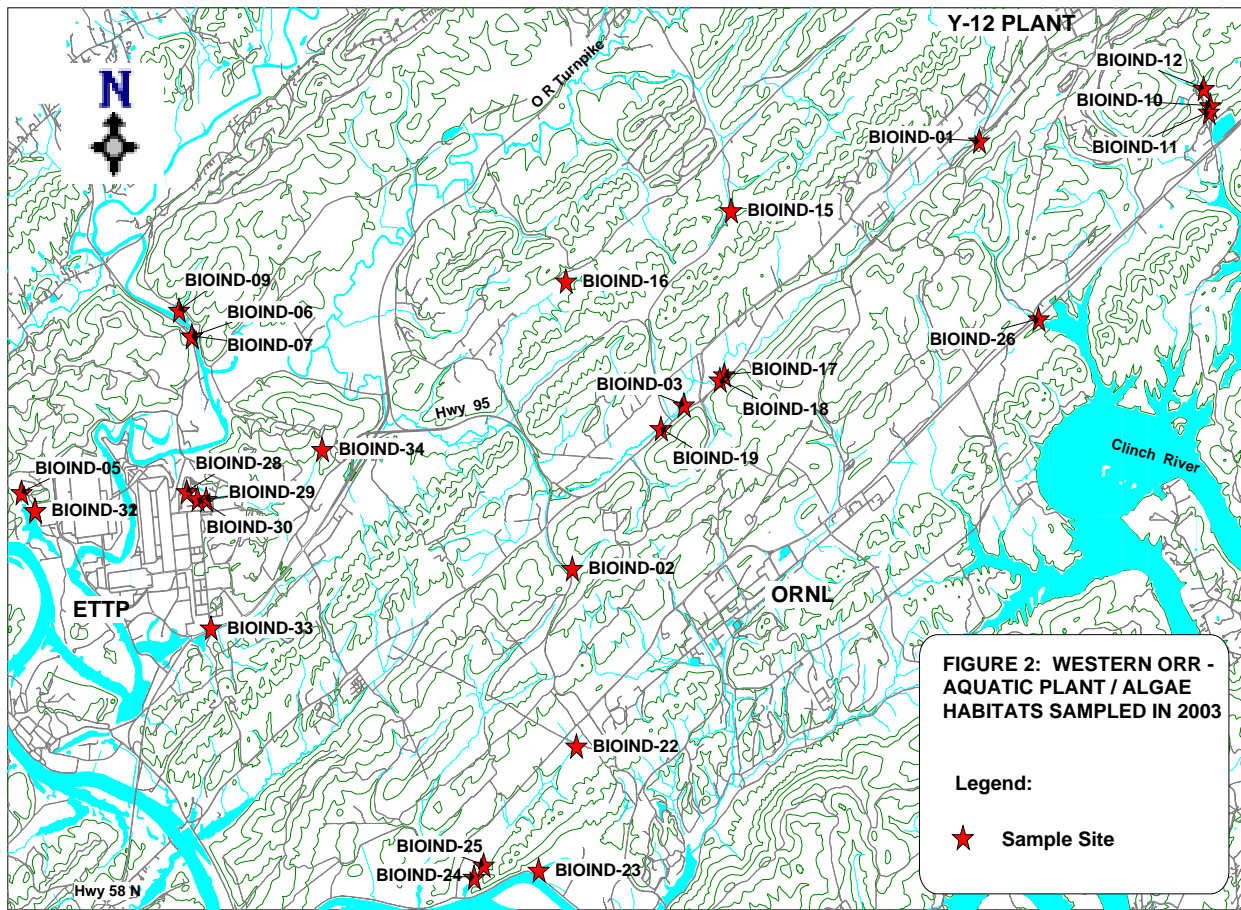 Y-12 PLANT
BIOIND-12
O R Turnpike
N
BIOIND-10
BIOIND-01
BIOIND-11
BIOIND-15
BIOIND-16
BIOIND-09
BIOIND-06
BIOIND-07
BIOIND-26
BIOIND-17
BIOIND-03
BIOIND-18
Hwy 95
BIOIND-34
BIOIND-19
Clinch River
BIOIND-28
BIOIND-05
BIOIND-29
BIOIND-30
BIOIND-02
ORNL
ETTP
BIOIND-33
FIGURE 2: WESTERN ORR -
AQUATIC PLANT / ALGAE
HABITATS SAMPLED IN 2003
BIOIND-22
Legend:
Sample Site
BIOIND-25
BIOIND-24
BIOIND-23
Hwy 58 N